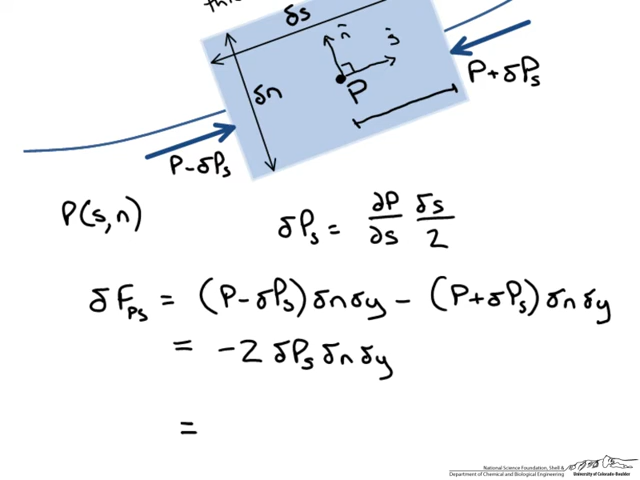 δs
n̂
ŝ
δn
P
P+δPₛ
P-δPₛ
P(s,n)
δPₛ = ∂P/∂s δs/2
δF_Ps = (P-δPₛ)δnδy - (P+δPₛ)δnδy
= -2 δPₛ δn δy
=
National Science Foundation, Shell &
Department of Chemical and Biological Engineering
University of Colorado-Boulder